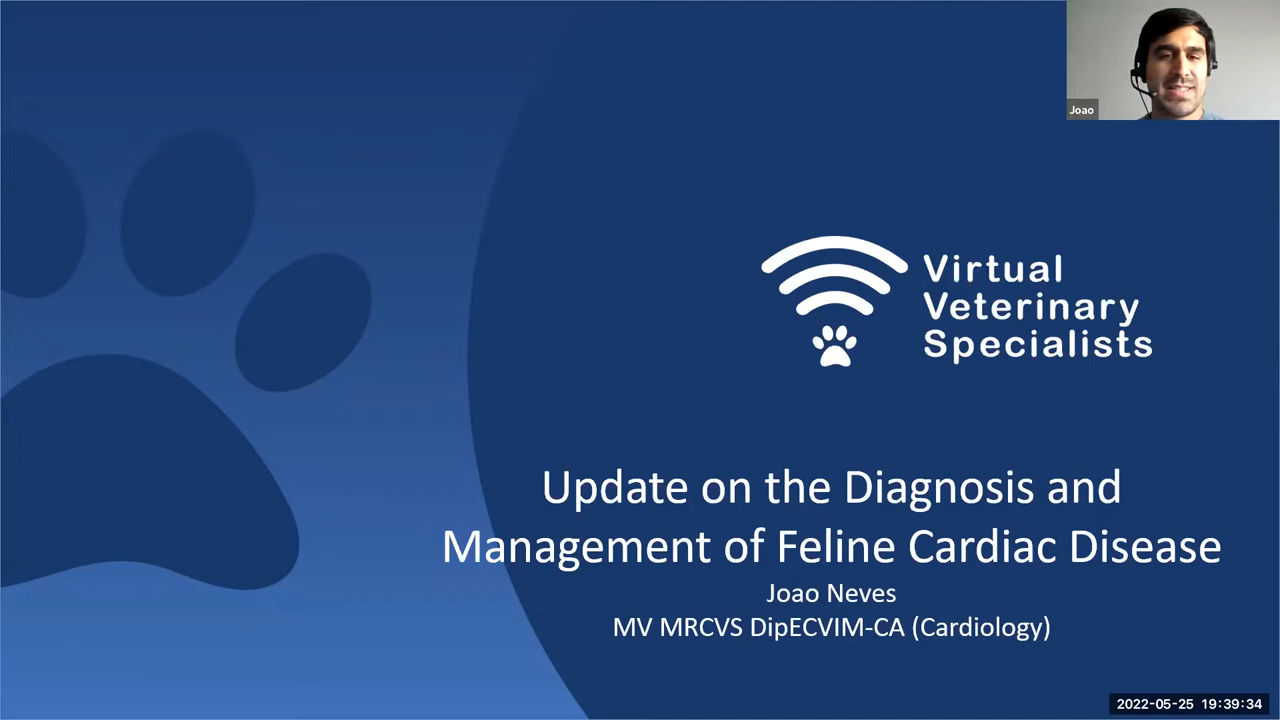 Joao
Virtual
Veterinary
Specialists
Update on the Diagnosis and
Management of Feline Cardiac Disease
Joao Neves
MV MRCVS DipECVIM-CA (Cardiology)
2022-05-25 19:39:34